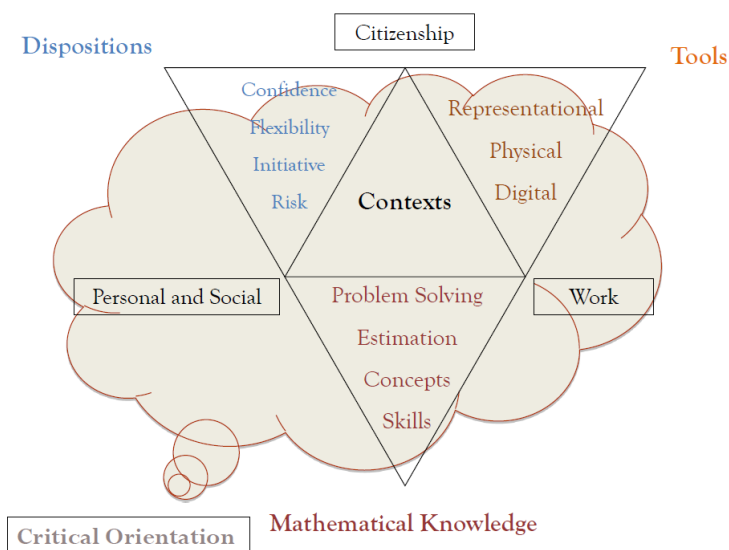 Citizenship
Dispositions
Tools
Confidence
Flexibility
Initiative
Risk
Representational
Physical
Digital
Contexts
Personal and Social
Work
Problem Solving
Estimation
Concepts
Skills
Critical Orientation
Mathematical Knowledge